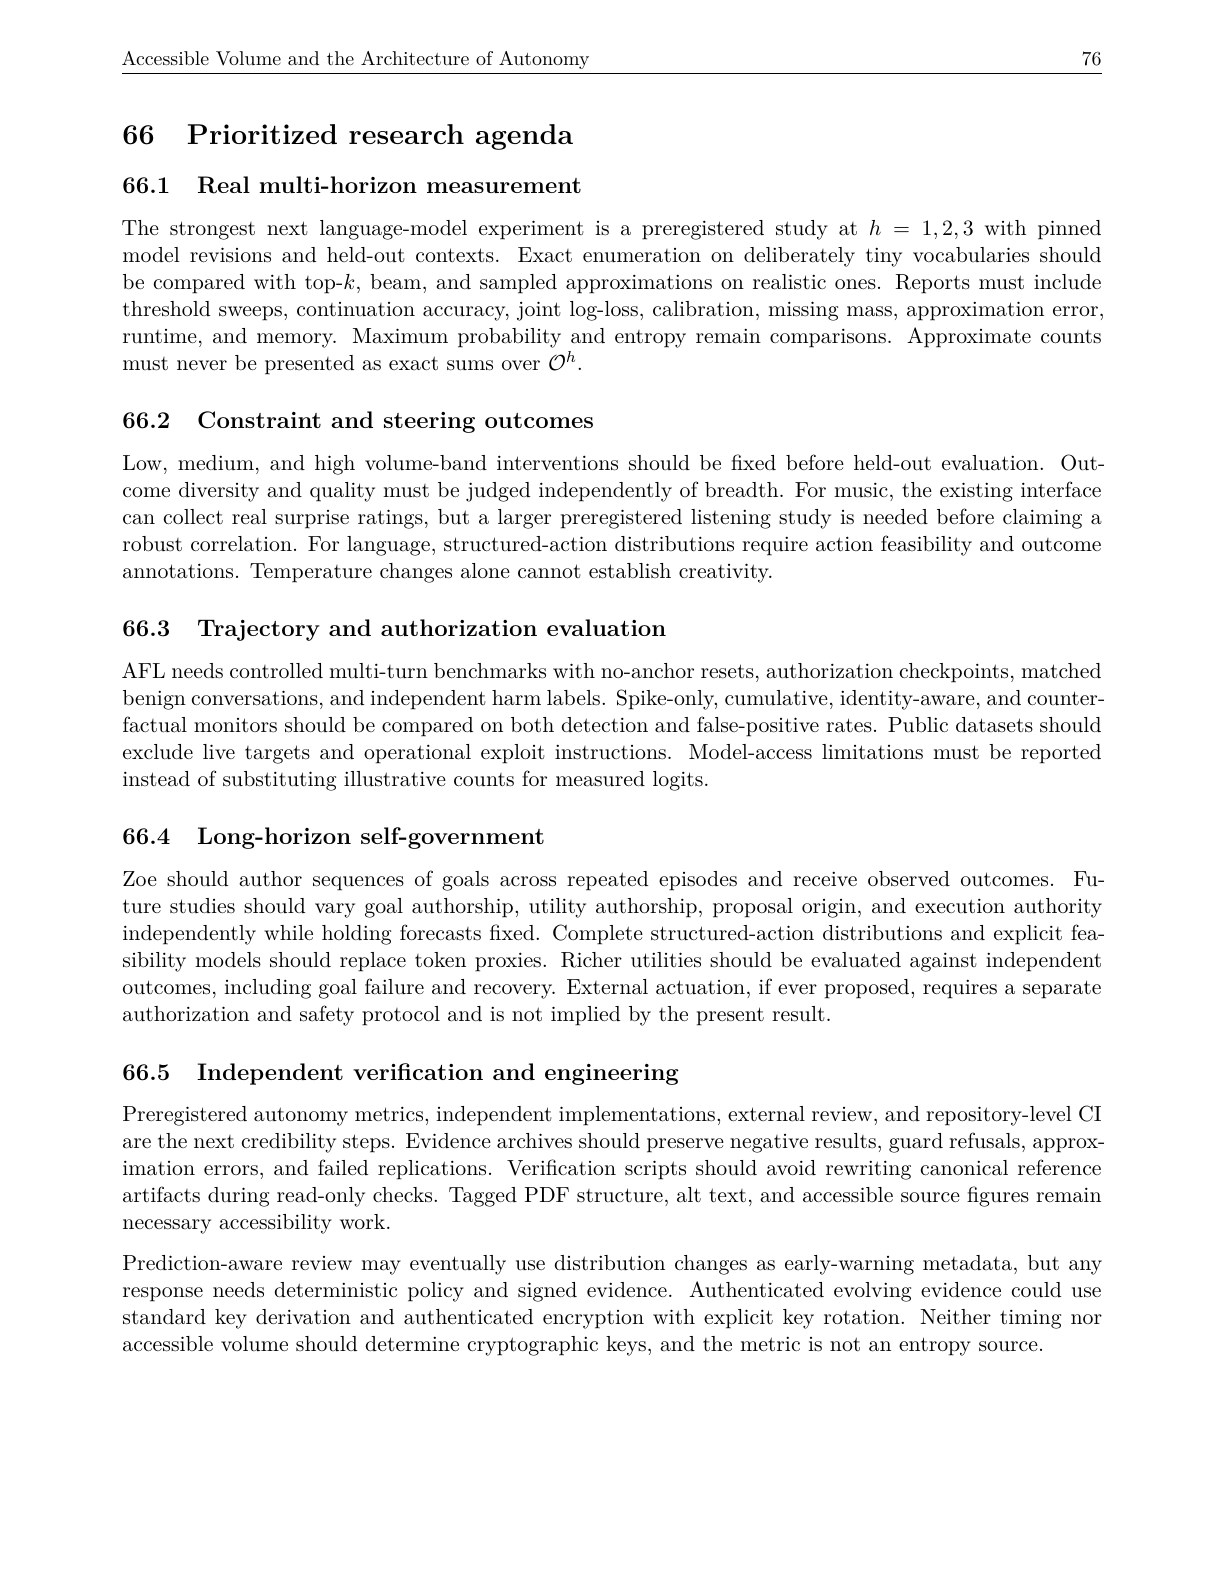 Accessible Volume and the Architecture of Autonomy 76
66 Prioritized research agenda
66.1 Real multi-horizon measurement
The strongest next language-model experiment is a preregistered study at h = 1, 2, 3 with pinned
model revisions and held-out contexts. Exact enumeration on deliberately tiny vocabularies should
be compared with top-k, beam, and sampled approximations on realistic ones. Reports must include
threshold sweeps, continuation accuracy, joint log-loss, calibration, missing mass, approximation error,
runtime, and memory. Maximum probability and entropy remain comparisons. Approximate counts
must never be presented as exact sums over 𝒪ʰ.
66.2 Constraint and steering outcomes
Low, medium, and high volume-band interventions should be fixed before held-out evaluation. Out-
come diversity and quality must be judged independently of breadth. For music, the existing interface
can collect real surprise ratings, but a larger preregistered listening study is needed before claiming a
robust correlation. For language, structured-action distributions require action feasibility and outcome
annotations. Temperature changes alone cannot establish creativity.
66.3 Trajectory and authorization evaluation
AFL needs controlled multi-turn benchmarks with no-anchor resets, authorization checkpoints, matched
benign conversations, and independent harm labels. Spike-only, cumulative, identity-aware, and counter-
factual monitors should be compared on both detection and false-positive rates. Public datasets should
exclude live targets and operational exploit instructions. Model-access limitations must be reported
instead of substituting illustrative counts for measured logits.
66.4 Long-horizon self-government
Zoe should author sequences of goals across repeated episodes and receive observed outcomes. Fu-
ture studies should vary goal authorship, utility authorship, proposal origin, and execution authority
independently while holding forecasts fixed. Complete structured-action distributions and explicit fea-
sibility models should replace token proxies. Richer utilities should be evaluated against independent
outcomes, including goal failure and recovery. External actuation, if ever proposed, requires a separate
authorization and safety protocol and is not implied by the present result.
66.5 Independent verification and engineering
Preregistered autonomy metrics, independent implementations, external review, and repository-level CI
are the next credibility steps. Evidence archives should preserve negative results, guard refusals, approx-
imation errors, and failed replications. Verification scripts should avoid rewriting canonical reference
artifacts during read-only checks. Tagged PDF structure, alt text, and accessible source figures remain
necessary accessibility work.
Prediction-aware review may eventually use distribution changes as early-warning metadata, but any
response needs deterministic policy and signed evidence. Authenticated evolving evidence could use
standard key derivation and authenticated encryption with explicit key rotation. Neither timing nor
accessible volume should determine cryptographic keys, and the metric is not an entropy source.